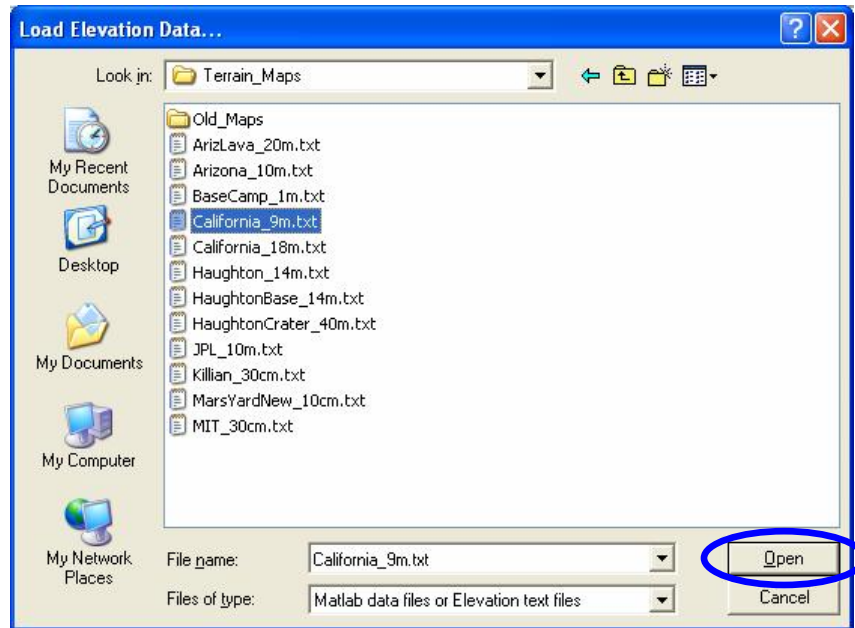 Load Elevation Data...
Look in:
Terrain_Maps
My Recent
Documents
Desktop
My Documents
My Computer
My Network
Places
Old_Maps
ArizLava_20m.txt
Arizona_10m.txt
BaseCamp_1m.txt
California_9m.txt
California_18m.txt
Haughton_14m.txt
HaughtonBase_14m.txt
HaughtonCrater_40m.txt
JPL_10m.txt
Killian_30cm.txt
MarsYardNew_10cm.txt
MIT_30cm.txt
File name:
California_9m.txt
Open
Files of type:
Matlab data files or Elevation text files
Cancel